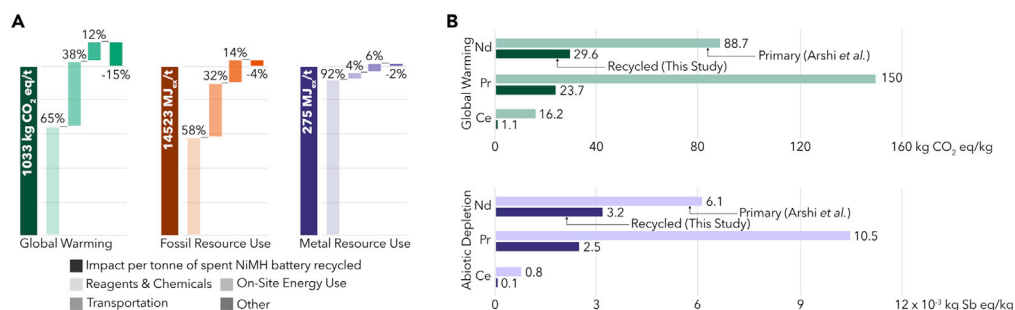 A
12%
38%
-15%
65%
1033 kg CO2 eq/t
Global Warming
14%
32%
-4%
58%
14523 MJex/t
Fossil Resource Use
6%
4%
92%
-2%
275 MJex/t
Metal Resource Use
Impact per tonne of spent NiMH battery recycled
Reagents & Chemicals
On-Site Energy Use
Transportation
Other
B
Global Warming
Nd
88.7
29.6
Primary (Arshi et al.)
Recycled (This Study)
Pr
150
23.7
Ce
16.2
1.1
0
40
80
120
160 kg CO2 eq/kg
Abiotic Depletion
Nd
6.1
3.2
Primary (Arshi et al.)
Recycled (This Study)
Pr
10.5
2.5
Ce
0.8
0.1
0
3
6
9
12 x 10-3 kg Sb eq/kg